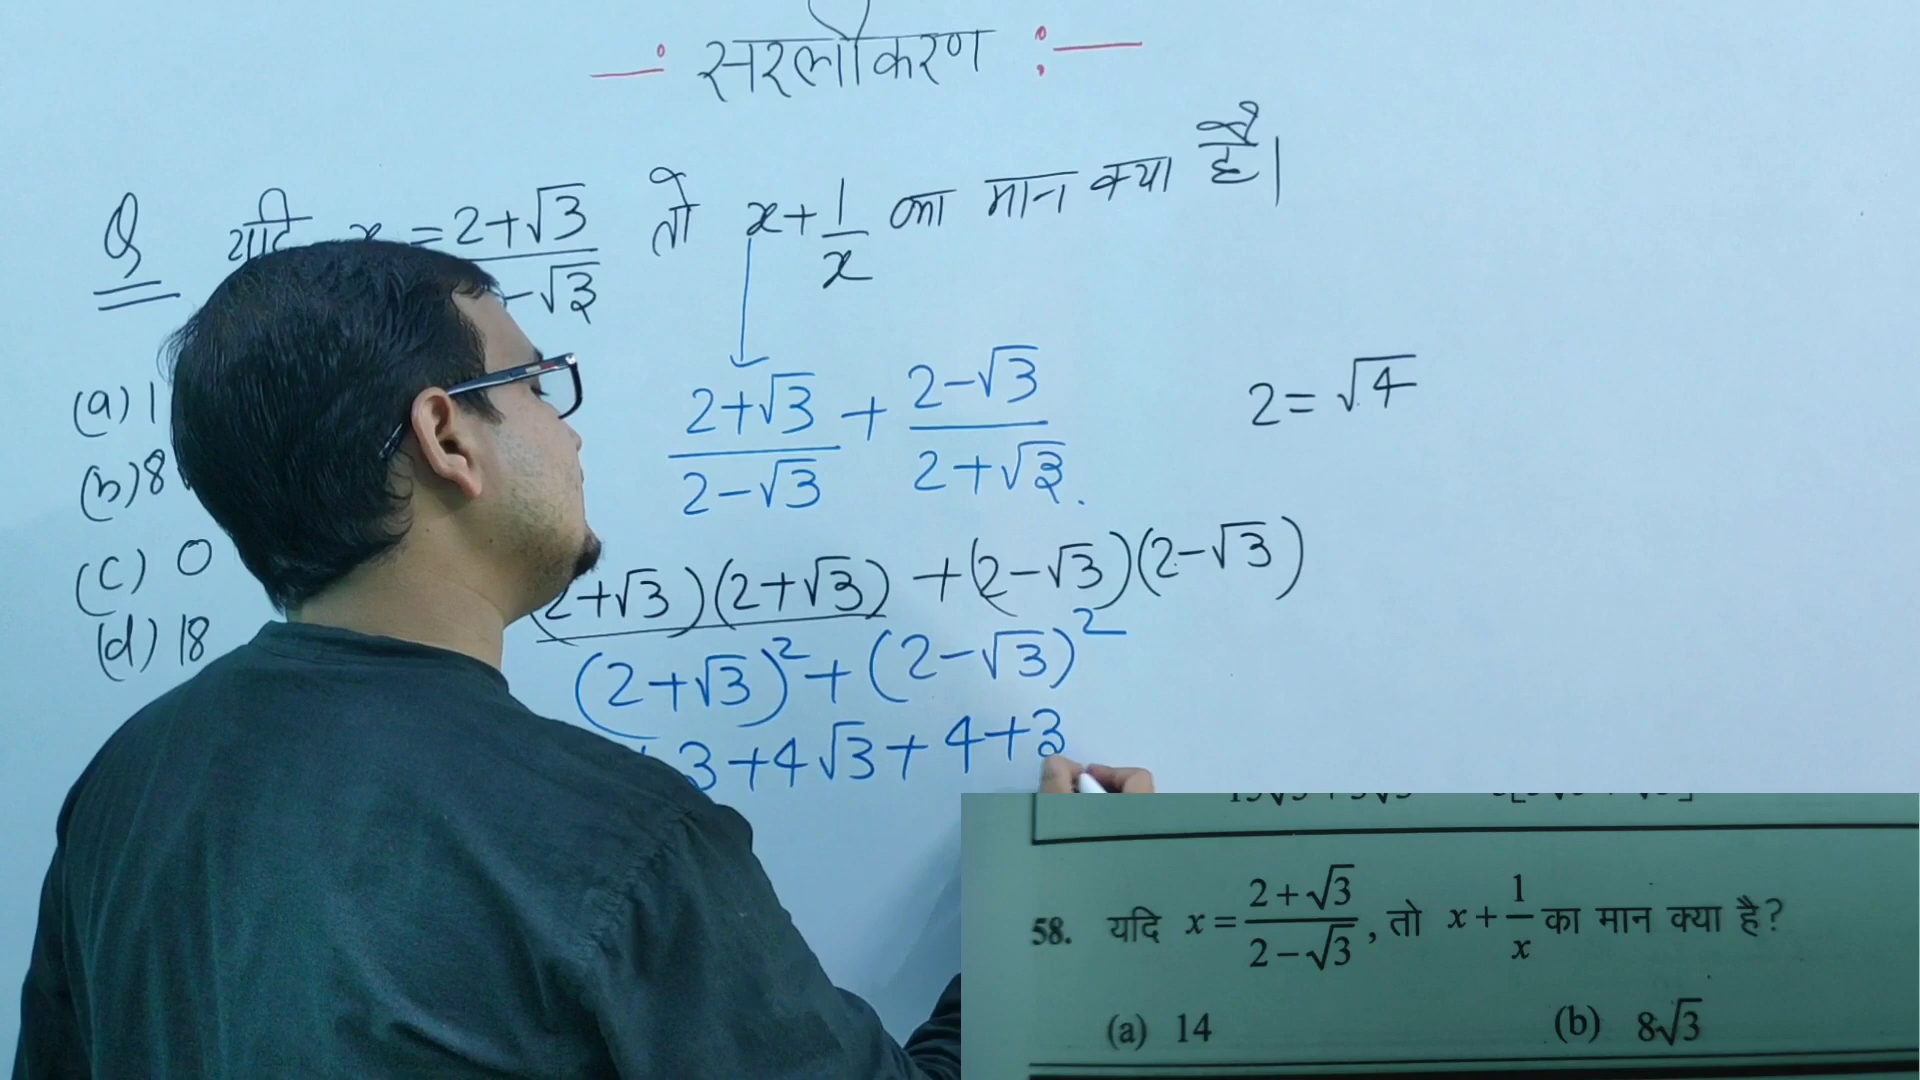 —: सरलीकरण :—
Q यदि x = 2+√3 / -√3 तो x+1/x का मान क्या है।
(a) 1
(b) 8
(c) 0
(d) 18
2+√3 / 2-√3 + 2-√3 / 2+√3
2 = √4
(2+√3)(2+√3) + (2-√3)(2-√3)
(2+√3)² + (2-√3)²
3+4√3+4+3
58. यदि x = 2+√3 / 2-√3, तो x+1/x का मान क्या है?
(a) 14 (b) 8√3